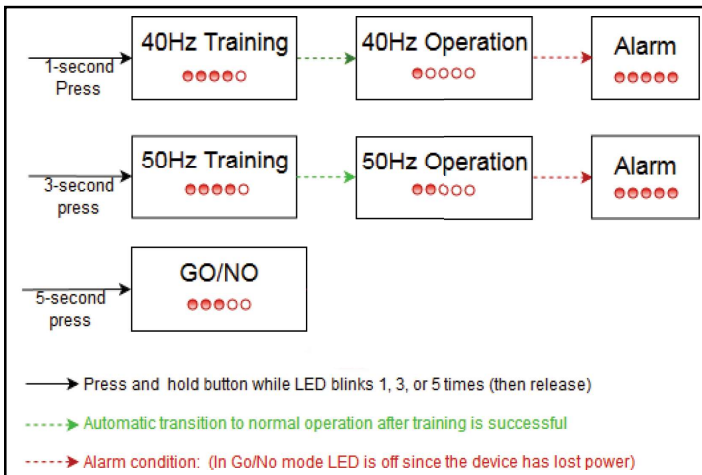 40Hz Training
40Hz Operation
Alarm
1-second
Press
50Hz Training
50Hz Operation
Alarm
3-second
press
GO/NO
5-second
press
Press and hold button while LED blinks 1, 3, or 5 times (then release)
Automatic transition to normal operation after training is successful
Alarm condition: (In Go/No mode LED is off since the device has lost power)